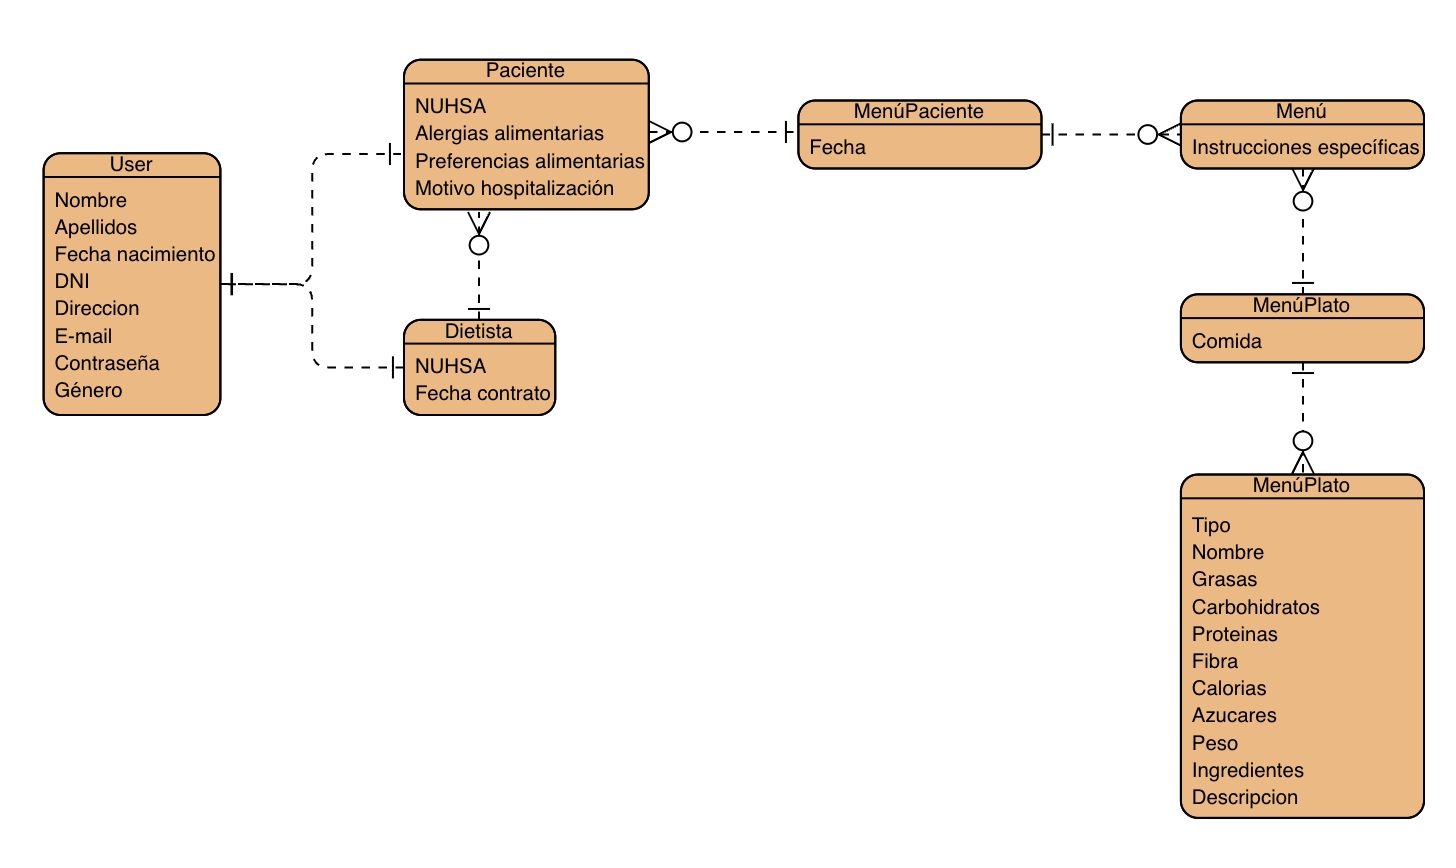 User
Nombre
Apellidos
Fecha nacimiento
DNI
Direccion
E-mail
Contraseña
Género
Paciente
NUHSA
Alergias alimentarias
Preferencias alimentarias
Motivo hospitalización
Dietista
NUHSA
Fecha contrato
MenúPaciente
Fecha
Menú
Instrucciones específicas
MenúPlato
Comida
MenúPlato
Tipo
Nombre
Grasas
Carbohidratos
Proteinas
Fibra
Calorias
Azucares
Peso
Ingredientes
Descripcion